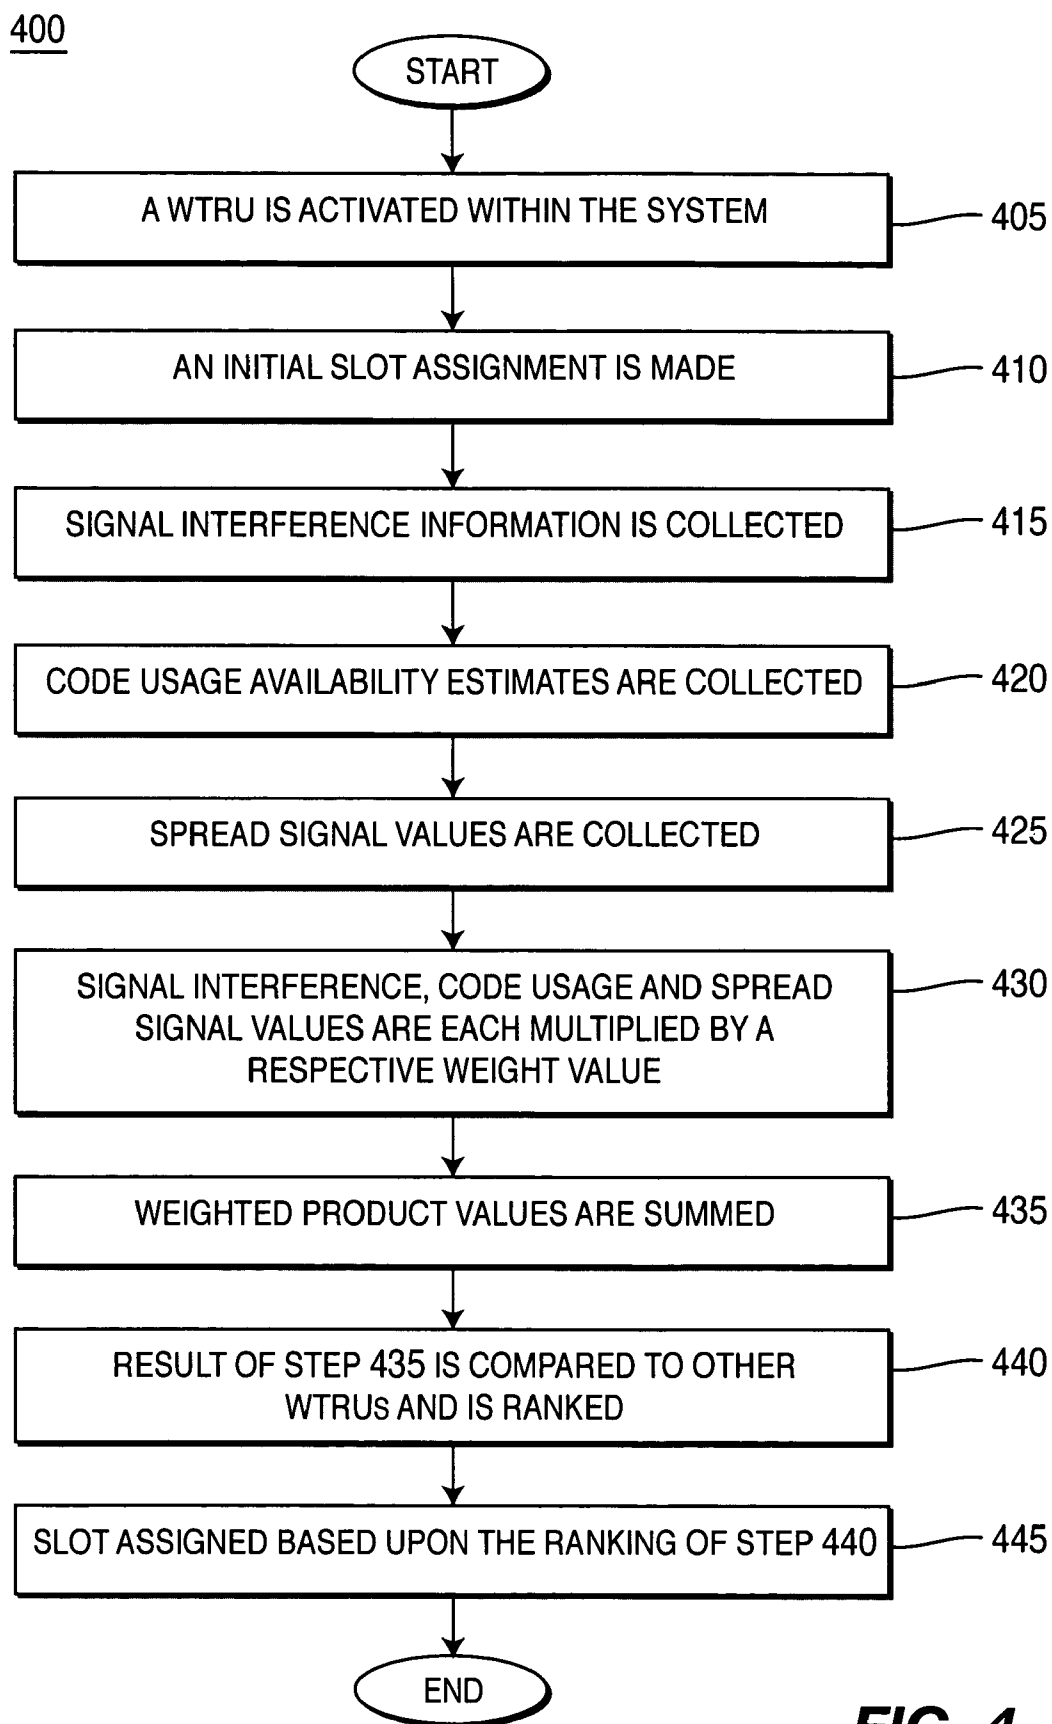 400
START
A WTRU IS ACTIVATED WITHIN THE SYSTEM
405
AN INITIAL SLOT ASSIGNMENT IS MADE
410
SIGNAL INTERFERENCE INFORMATION IS COLLECTED
415
CODE USAGE AVAILABILITY ESTIMATES ARE COLLECTED
420
SPREAD SIGNAL VALUES ARE COLLECTED
425
SIGNAL INTERFERENCE, CODE USAGE AND SPREAD
SIGNAL VALUES ARE EACH MULTIPLIED BY A
RESPECTIVE WEIGHT VALUE
430
WEIGHTED PRODUCT VALUES ARE SUMMED
435
RESULT OF STEP 435 IS COMPARED TO OTHER
WTRUs AND IS RANKED
440
SLOT ASSIGNED BASED UPON THE RANKING OF STEP 440
445
END
FIG. 4